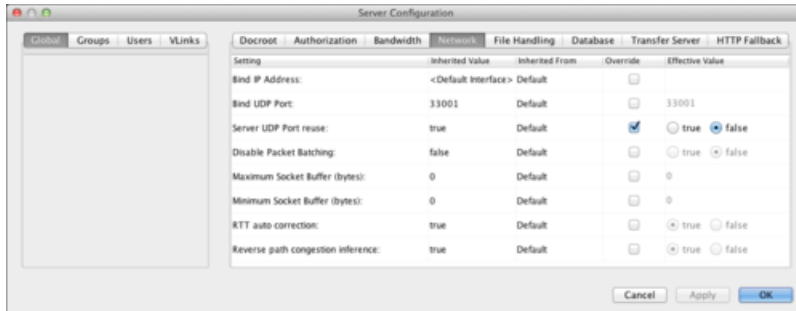 Server Configuration
Global Groups Users VLinks
Docroot Authorization Bandwidth Network File Handling Database Transfer Server HTTP Fallback
Setting Inherited Value Inherited From Override Effective Value
Bind IP Address: <Default Interface> Default
Bind UDP Port: 33001 Default 33001
Server UDP Port reuse: true Default true false
Disable Packet Batching: false Default true false
Maximum Socket Buffer (bytes): 0 Default 0
Minimum Socket Buffer (bytes): 0 Default 0
RTT auto correction: true Default true false
Reverse path congestion inference: true Default true false
Cancel Apply OK